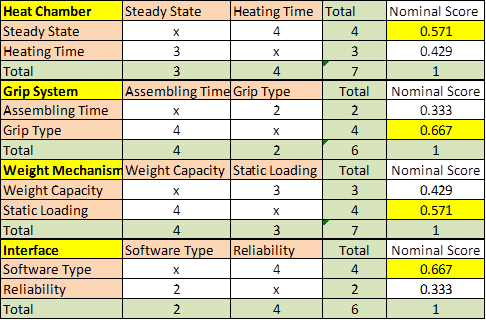 Heat Chamber Steady State Heating Time Total Nominal Score
Steady State x 4 4 0.571
Heating Time 3 x 3 0.429
Total 3 4 7 1
Grip System Assembling Time Grip Type Total Nominal Score
Assembling Time x 2 2 0.333
Grip Type 4 x 4 0.667
Total 4 2 6 1
Weight Mechanism Weight Capacity Static Loading Total Nominal Score
Weight Capacity x 3 3 0.429
Static Loading 4 x 4 0.571
Total 4 3 7 1
Interface Software Type Reliability Total Nominal Score
Software Type x 4 4 0.667
Reliability 2 x 2 0.333
Total 2 4 6 1